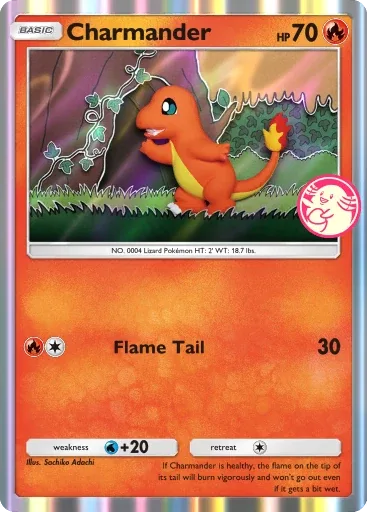 BASIC Charmander HP 70
NO. 0004 Lizard Pokémon HT: 2' WT: 18.7 lbs.
Flame Tail 30
weakness +20 retreat
Illus. Sachiko Adachi
If Charmander is healthy, the flame on the tip of
its tail will burn vigorously and won't go out even
if it gets a bit wet.